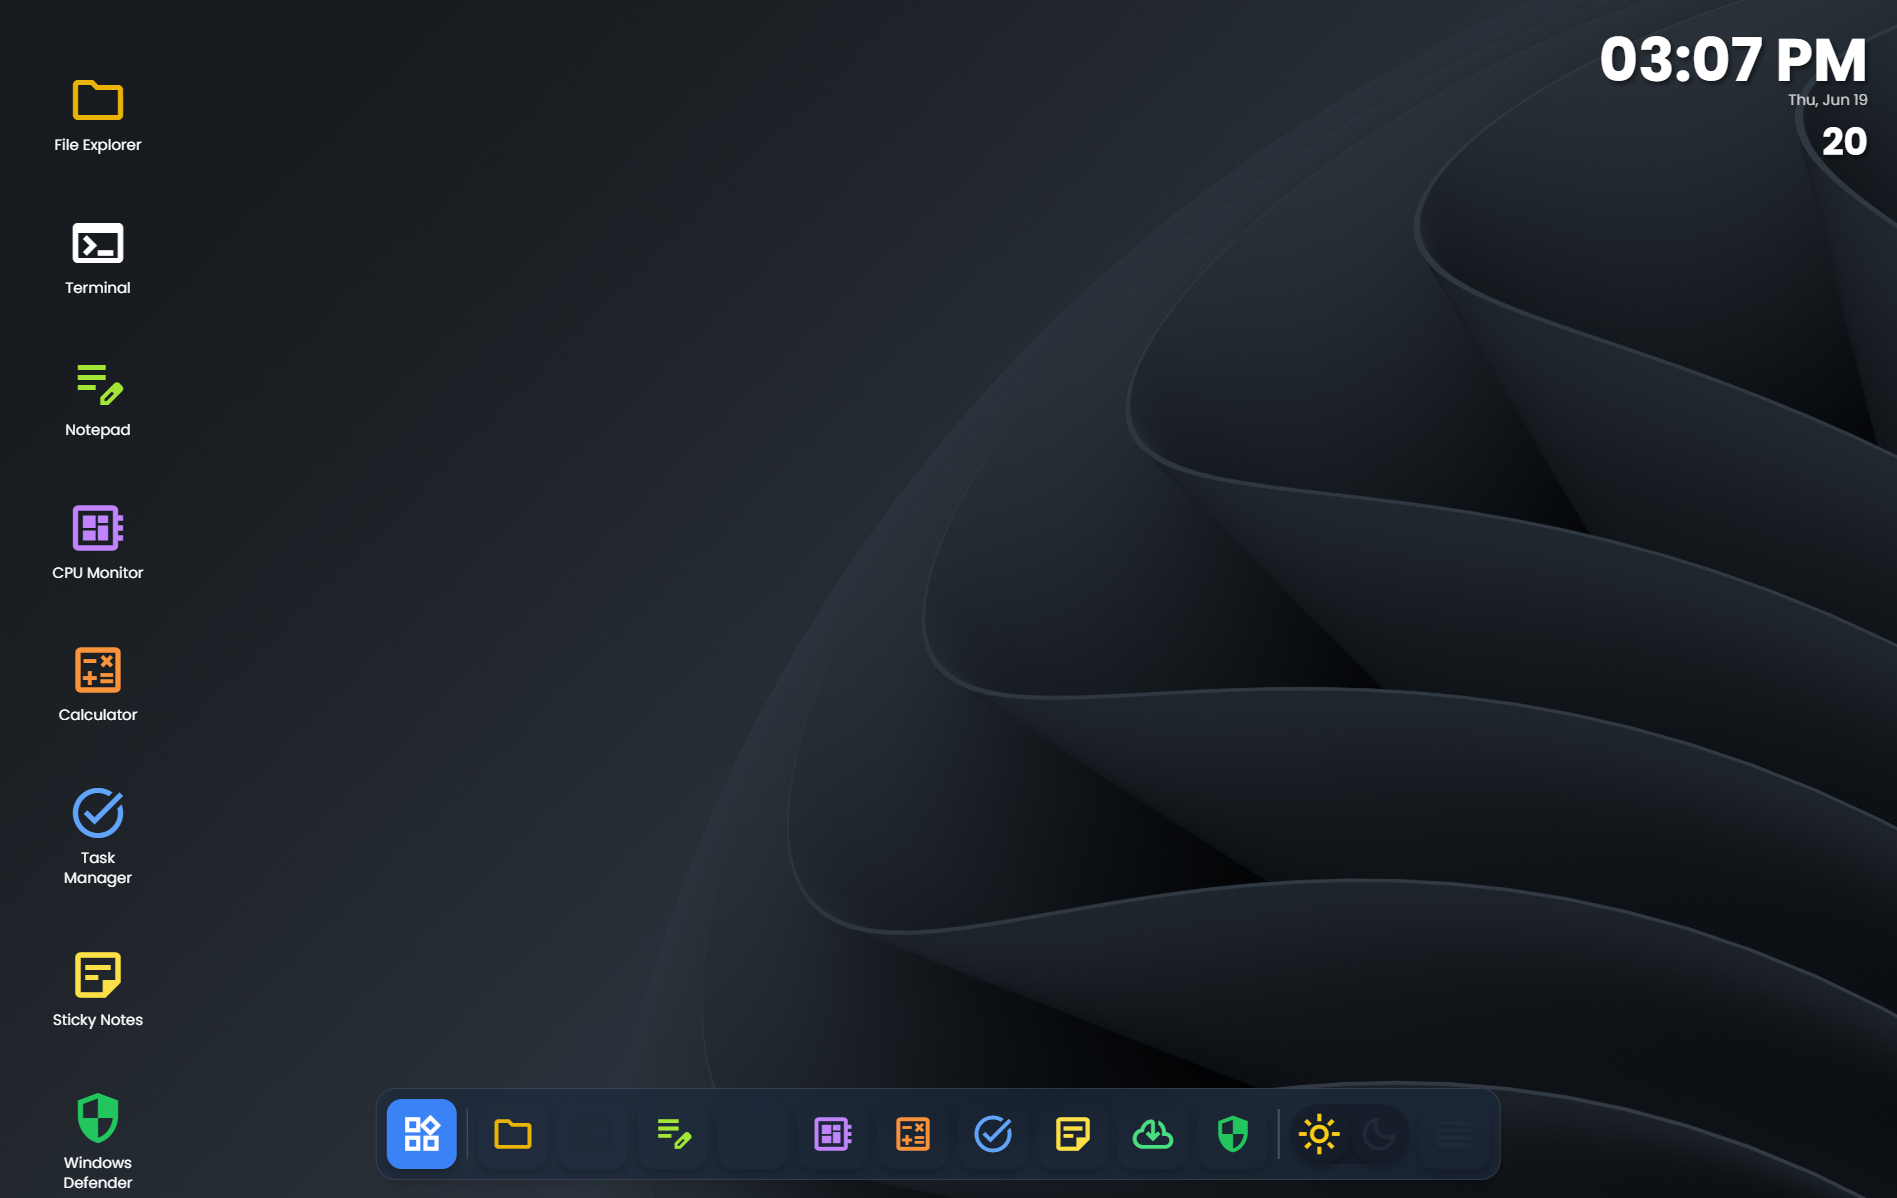 03:07 PM
Thu, Jun 19
20
File Explorer
Terminal
Notepad
CPU Monitor
Calculator
Task
Manager
Sticky Notes
Windows
Defender